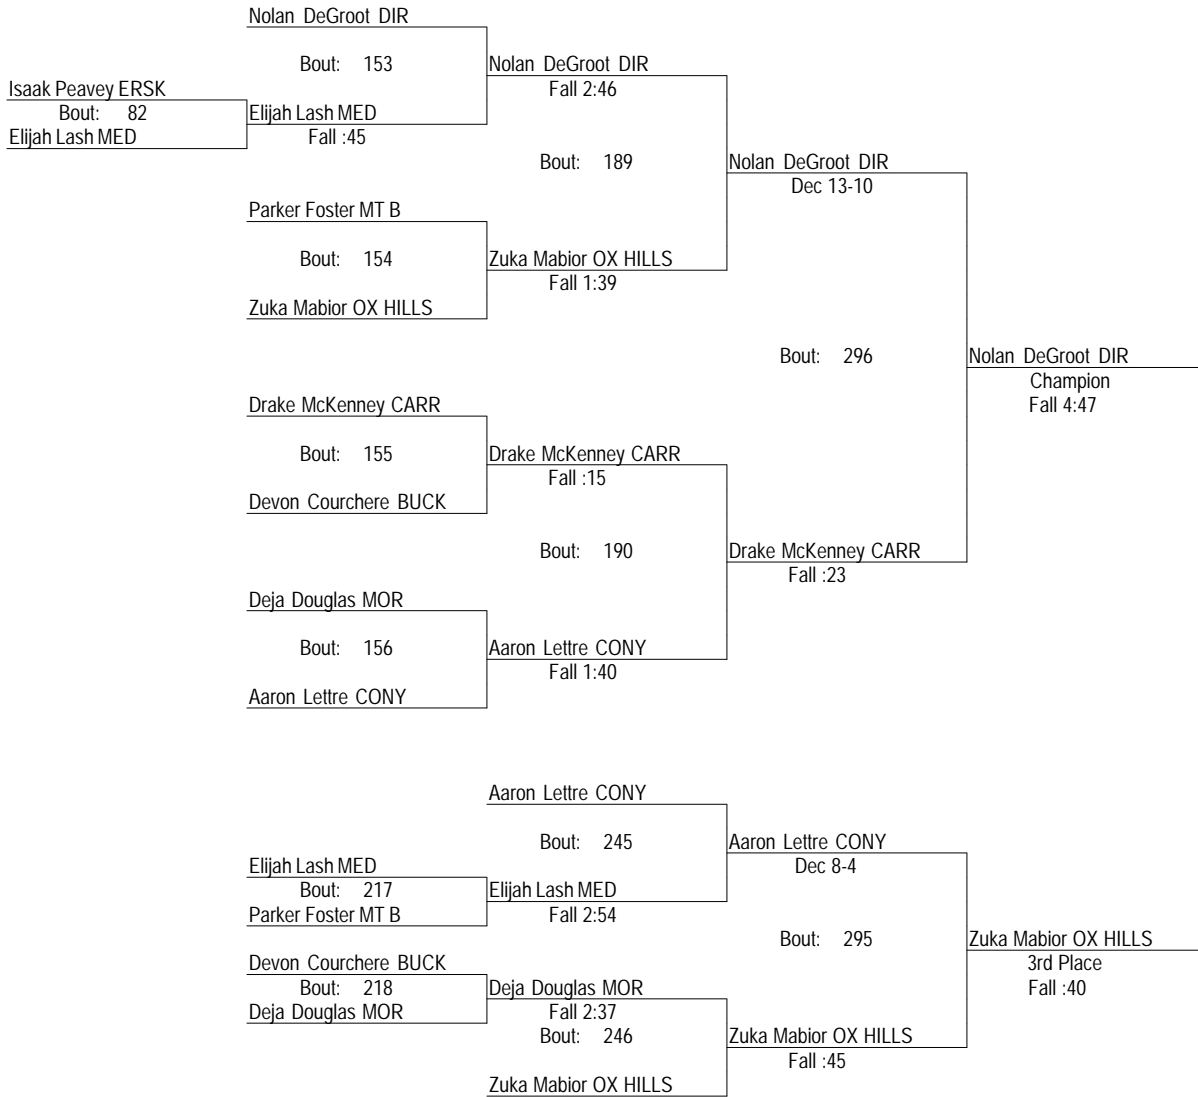 Nolan DeGroot DIR
Bout: 153
Nolan DeGroot DIR
Fall 2:46
Isaak Peavey ERSK
Bout: 82
Elijah Lash MED
Elijah Lash MED
Fall :45
Bout: 189
Nolan DeGroot DIR
Dec 13-10
Parker Foster MT B
Bout: 154
Zuka Mabior OX HILLS
Fall 1:39
Zuka Mabior OX HILLS
Bout: 296
Nolan DeGroot DIR
Champion
Fall 4:47
Drake McKenney CARR
Bout: 155
Drake McKenney CARR
Fall :15
Devon Courchere BUCK
Bout: 190
Drake McKenney CARR
Fall :23
Deja Douglas MOR
Bout: 156
Aaron Lettre CONY
Fall 1:40
Aaron Lettre CONY
Aaron Lettre CONY
Bout: 245
Aaron Lettre CONY
Dec 8-4
Elijah Lash MED
Bout: 217
Elijah Lash MED
Parker Foster MT B
Fall 2:54
Bout: 295
Zuka Mabior OX HILLS
3rd Place
Fall :40
Devon Courchere BUCK
Bout: 218
Deja Douglas MOR
Deja Douglas MOR
Fall 2:37
Bout: 246
Zuka Mabior OX HILLS
Fall :45
Zuka Mabior OX HILLS